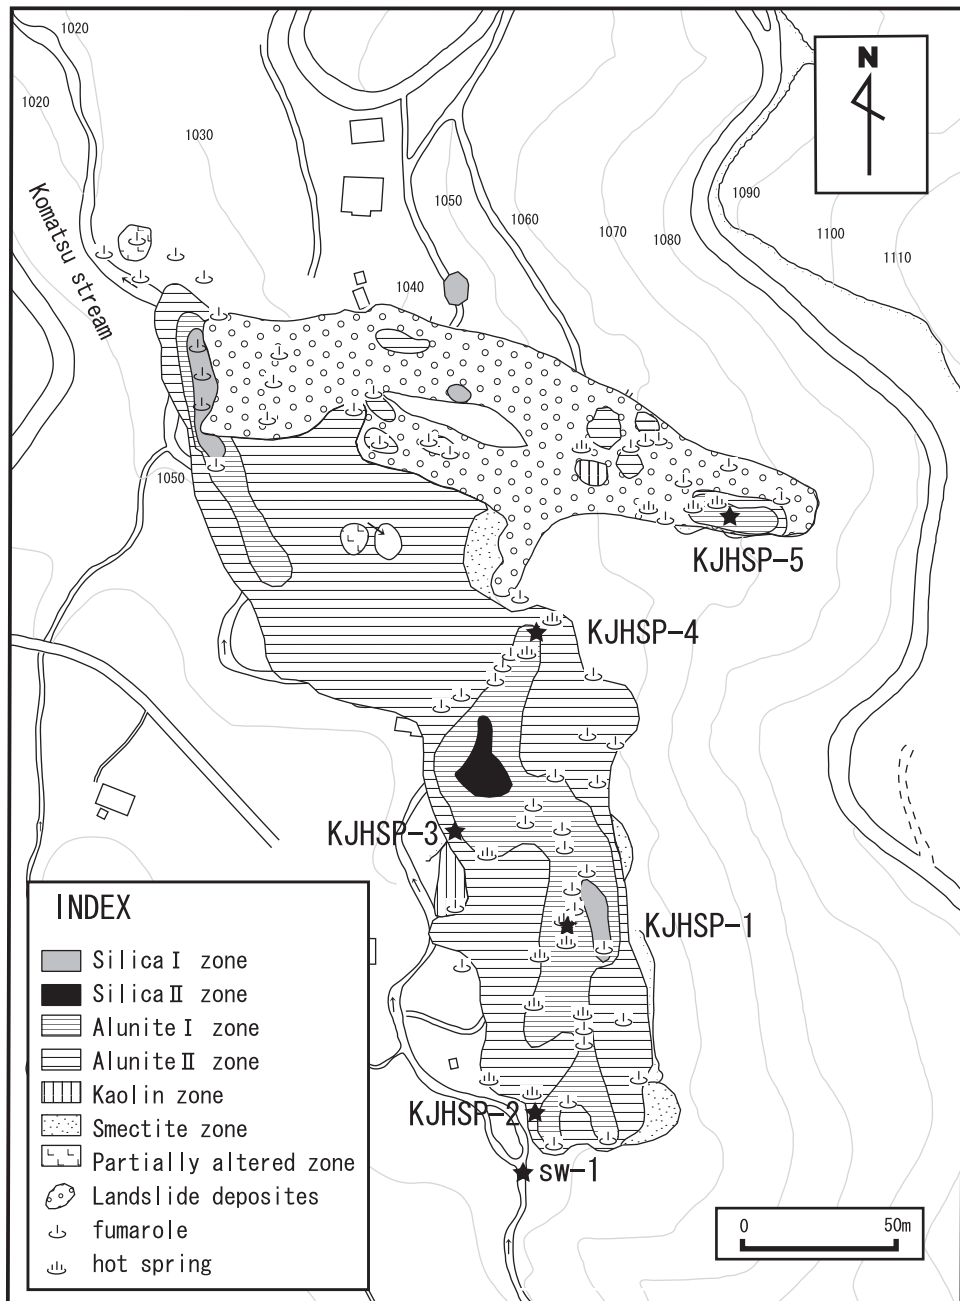 1020
N
1020
1030
1090
1050
1060
1070
1080
1100
1110
Komatsu stream
1040
1050
KJHSP-5
KJHSP-4
KJHSP-3
KJHSP-1
KJHSP-2
sw-1
INDEX
Silica Ⅰ zone
Silica Ⅱ zone
Alunite Ⅰ zone
Alunite Ⅱ zone
Kaolin zone
Smectite zone
Partially altered zone
Landslide deposites
fumarole
hot spring
0 50m